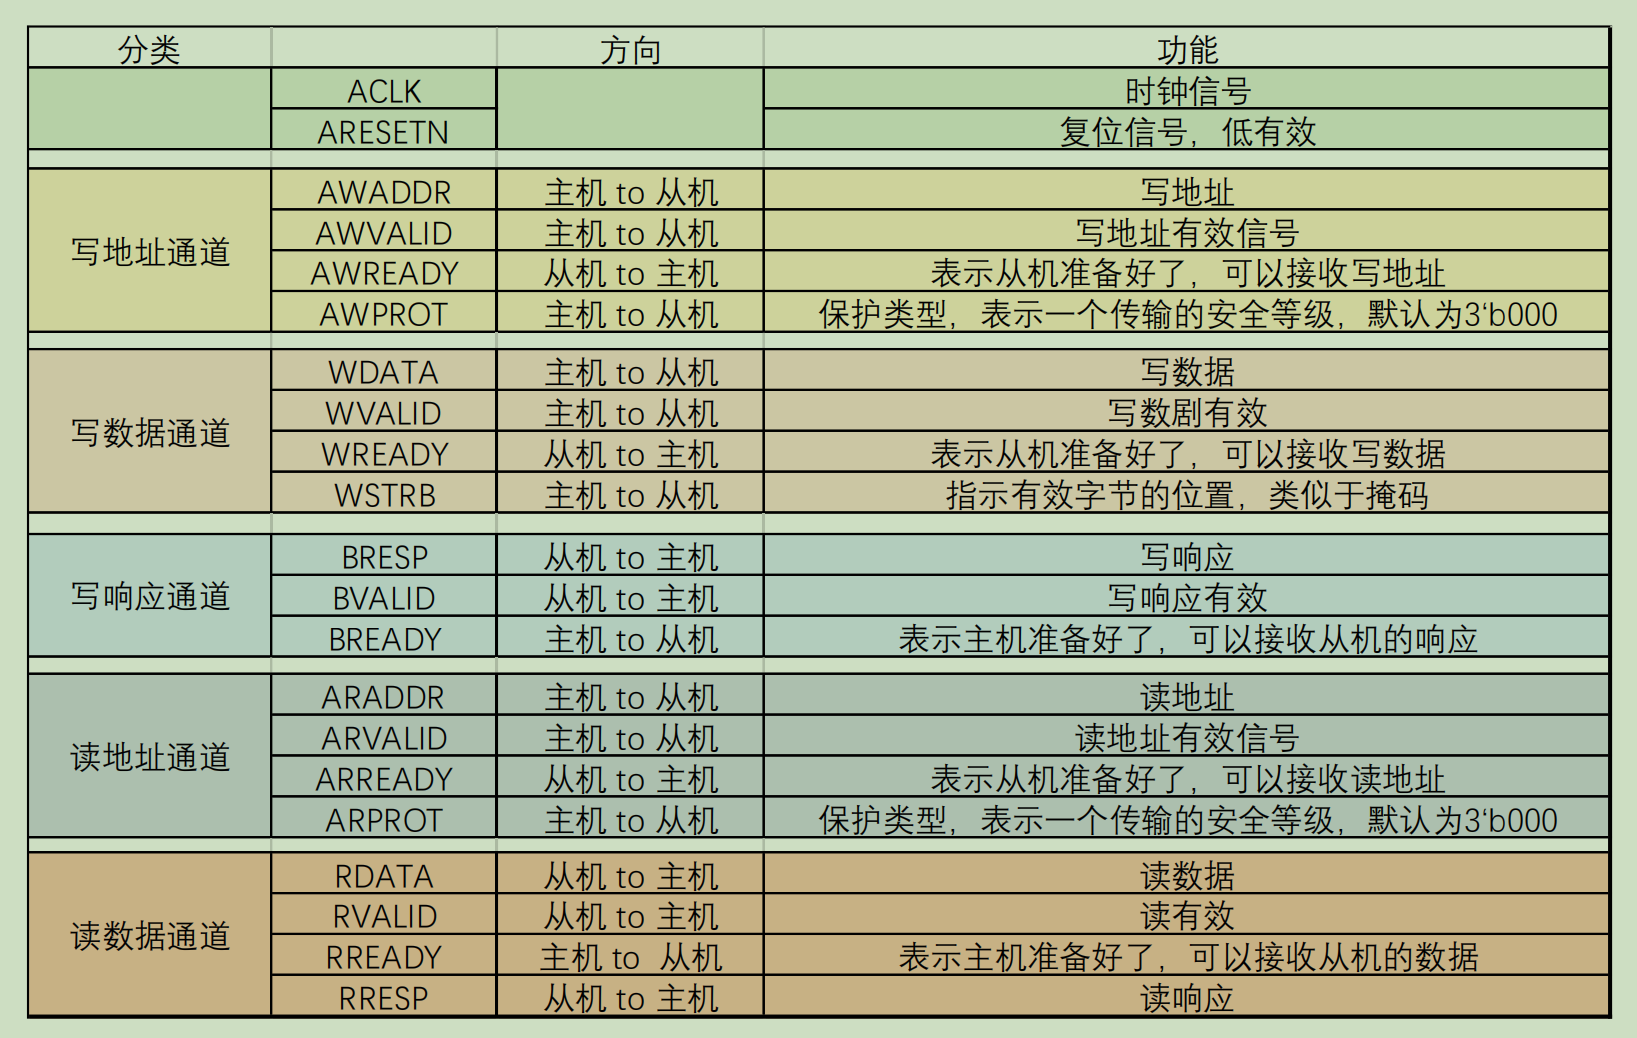 分类 方向 功能
ACLK 时钟信号
ARESETN 复位信号，低有效
写地址通道
AWADDR 主机 to 从机 写地址
AWVALID 主机 to 从机 写地址有效信号
AWREADY 从机 to 主机 表示从机准备好了，可以接收写地址
AWPROT 主机 to 从机 保护类型，表示一个传输的安全等级，默认为3‘b000
写数据通道
WDATA 主机 to 从机 写数据
WVALID 主机 to 从机 写数剧有效
WREADY 从机 to 主机 表示从机准备好了，可以接收写数据
WSTRB 主机 to 从机 指示有效字节的位置，类似于掩码
写响应通道
BRESP 从机 to 主机 写响应
BVALID 从机 to 主机 写响应有效
BREADY 主机 to 从机 表示主机准备好了，可以接收从机的响应
读地址通道
ARADDR 主机 to 从机 读地址
ARVALID 主机 to 从机 读地址有效信号
ARREADY 从机 to 主机 表示从机准备好了，可以接收读地址
ARPROT 主机 to 从机 保护类型，表示一个传输的安全等级，默认为3‘b000
读数据通道
RDATA 从机 to 主机 读数据
RVALID 从机 to 主机 读有效
RREADY 主机 to 从机 表示主机准备好了，可以接收从机的数据
RRESP 从机 to 主机 读响应